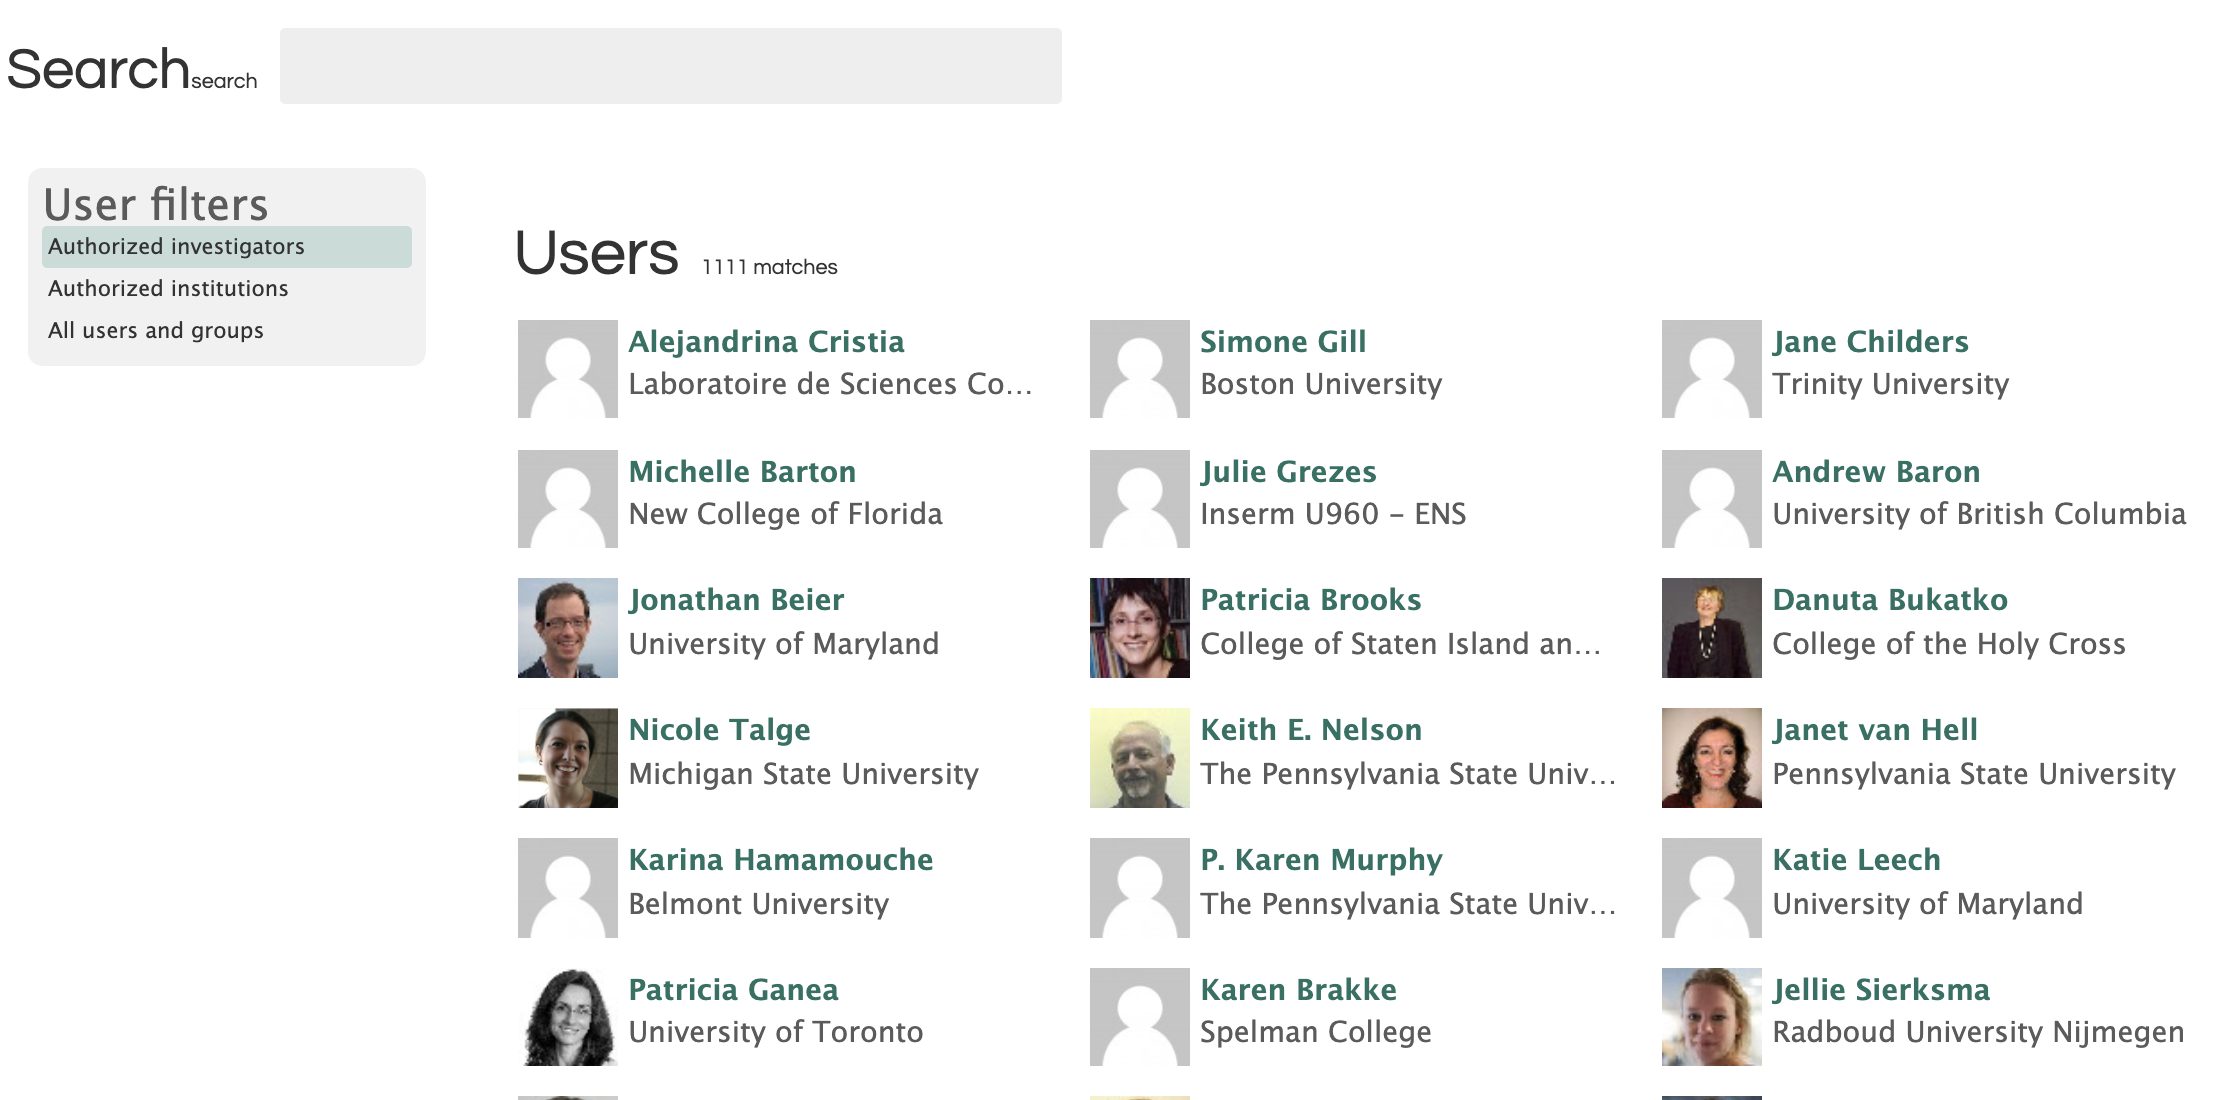 Search search
User filters
Authorized investigators
Authorized institutions
All users and groups
Users 1111 matches
Alejandrina Cristia
Laboratoire de Sciences Co...
Simone Gill
Boston University
Jane Childers
Trinity University
Michelle Barton
New College of Florida
Julie Grezes
Inserm U960 – ENS
Andrew Baron
University of British Columbia
Jonathan Beier
University of Maryland
Patricia Brooks
College of Staten Island an...
Danuta Bukatko
College of the Holy Cross
Nicole Talge
Michigan State University
Keith E. Nelson
The Pennsylvania State Univ...
Janet van Hell
Pennsylvania State University
Karina Hamamouche
Belmont University
P. Karen Murphy
The Pennsylvania State Univ...
Katie Leech
University of Maryland
Patricia Ganea
University of Toronto
Karen Brakke
Spelman College
Jellie Sierksma
Radboud University Nijmegen